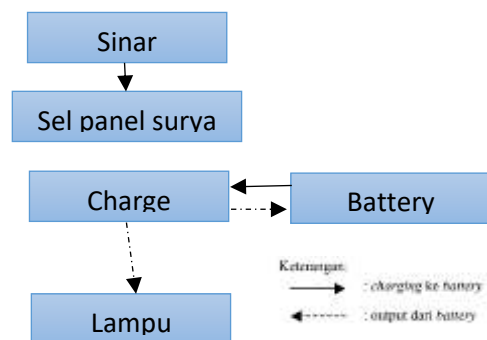 Sinar
Sel panel surya
Charge
Battery
Keterangan:
: charging ke battery
: output dari battery
Lampu